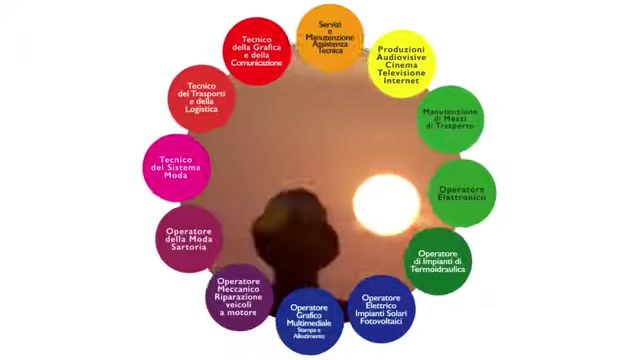 Servizi
e
Manutenzione
Assistenza
Tecnica
Produzioni
Audiovisive
Cinema
Televisione
Internet
Manutenzione
di Mezzi
di Trasporto
Operatore
Elettronico
Operatore
di Impianti di
Termoidraulica
Operatore
Elettrico
Impianti Solari
Fotovoltaici
Operatore
Grafico
Multimediale
Stampa e
Allestimento
Operatore
Meccanico
Riparazione
veicoli
a motore
Operatore
della Moda
Sartoria
Tecnico
del Sistema
Moda
Tecnico
dei Trasporti
e della
Logistica
Tecnico
della Grafica
e della
Comunicazione